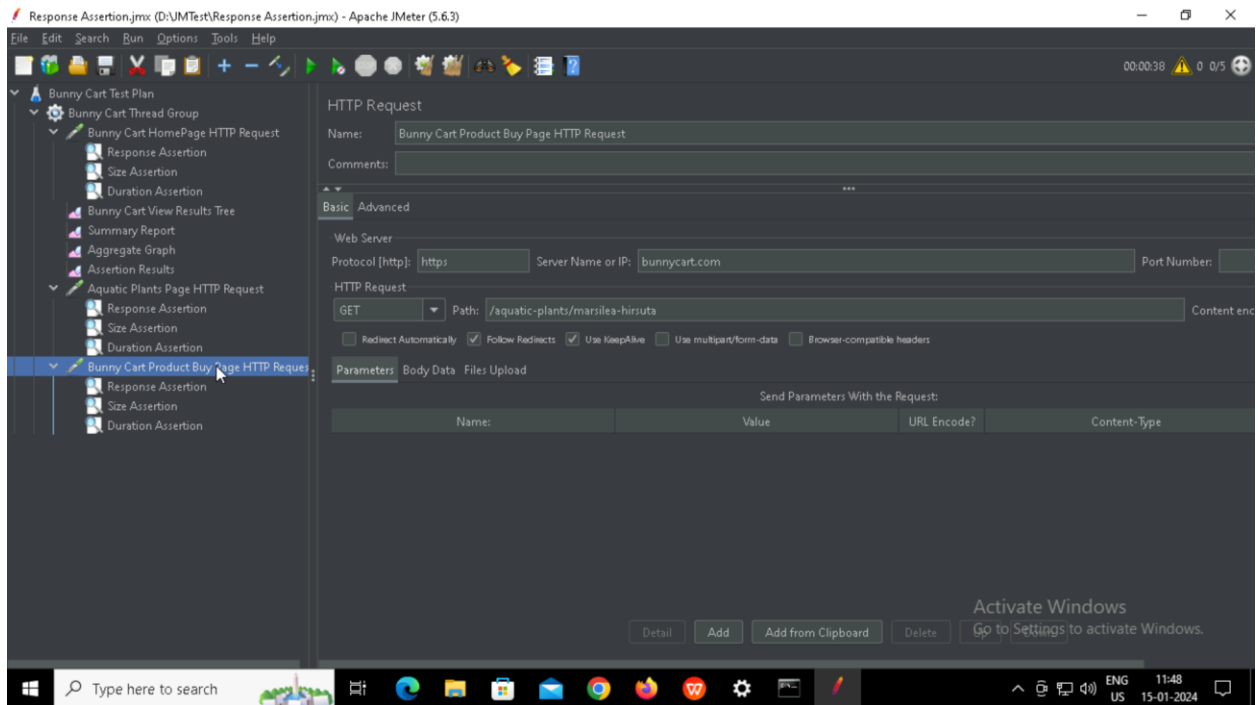 Response Assertion.jmx (D:\JMTest\Response Assertion.jmx) - Apache JMeter (5.6.3)
File Edit Search Run Options Tools Help
00:00:38 0 0/5
Bunny Cart Test Plan
Bunny Cart Thread Group
Bunny Cart HomePage HTTP Request
Response Assertion
Size Assertion
Duration Assertion
Bunny Cart View Results Tree
Summary Report
Aggregate Graph
Assertion Results
Aquatic Plants Page HTTP Request
Response Assertion
Size Assertion
Duration Assertion
Bunny Cart Product Buy Page HTTP Reques
Response Assertion
Size Assertion
Duration Assertion
HTTP Request
Name: Bunny Cart Product Buy Page HTTP Request
Comments:
Basic Advanced
Web Server
Protocol [http]: https Server Name or IP: bunnycart.com Port Number:
HTTP Request
GET Path: /aquatic-plants/marsilea-hirsuta Content enc
Redirect Automatically Follow Redirects Use KeepAlive Use multipart/form-data Browser-compatible headers
Parameters Body Data Files Upload
Send Parameters With the Request:
Name: Value URL Encode? Content-Type
Activate Windows
Go to Settings to activate Windows.
Detail Add Add from Clipboard Delete Up Down
Type here to search
ENG
US
11:48
15-01-2024